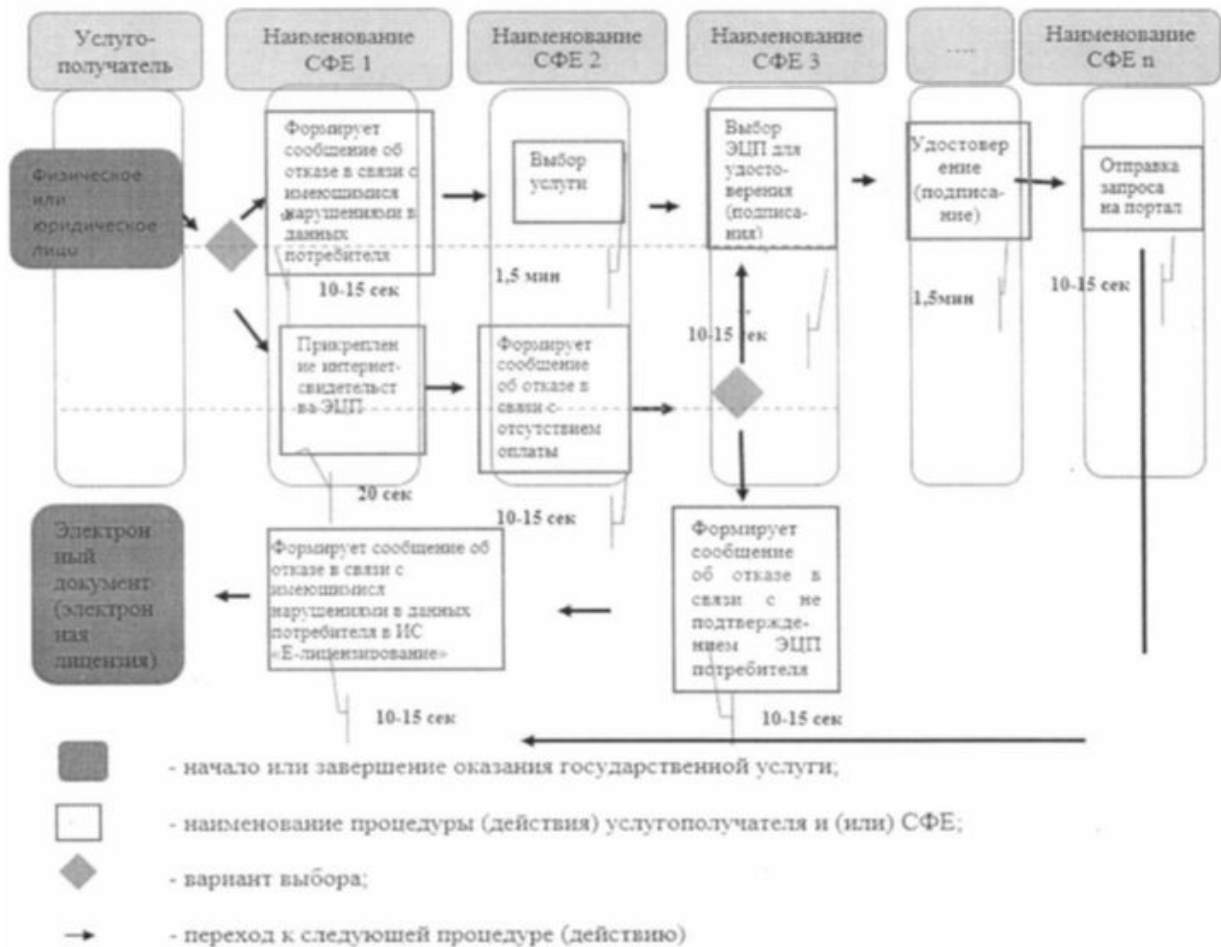 Услуго-
получатель
Наименование
СФЕ 1
Наименование
СФЕ 2
Наименование
СФЕ 3
....
Наименование
СФЕ n
Физическое
или
юридическое
лицо
Формирует
сообщение об
отказе в связи с
имеющимися
нарушениями в
данных
потребителя
10-15 сек
Выбор
услуги
1,5 мин
Выбор
ЭЦП для
удосто-
верения
(подписа-
ния)
10-15 сек
Удостовер
ение
(подписа-
ние)
1,5мин
Отправка
запроса
на портал
10-15 сек
Прикреплен
ие интернет-
свидетельст
ва ЭЦП
20 сек
Формирует
сообщение
об отказе в
связи с
отсутствием
оплаты
10-15 сек
Формирует
сообщение
об отказе в
связи с не
подтвержде-
нием ЭЦП
потребителя
10-15 сек
Формирует сообщение об
отказе в связи с
имеющимися
нарушениями в данных
потребителя в ИС
«Е-лицензирование»
10-15 сек
Электрон
ный
документ
(электрон
ная
лицензия)
- начало или завершение оказания государственной услуги;
- наименование процедуры (действия) услугополучателя и (или) СФЕ;
- вариант выбора;
- переход к следующей процедуре (действию)